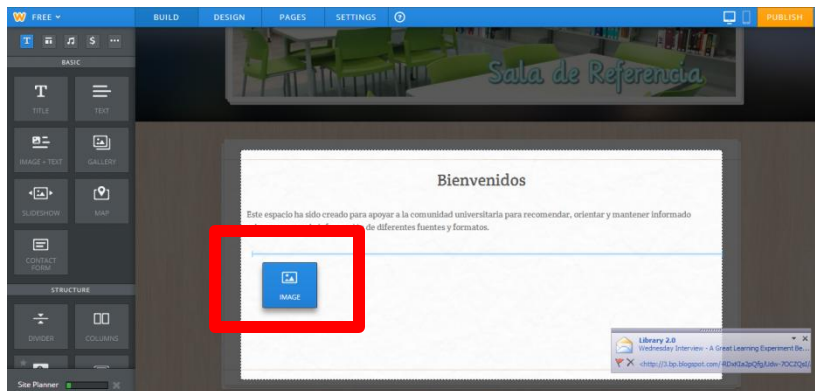 FREE
BUILD DESIGN PAGES SETTINGS ? PUBLISH
T $ ...
BASIC
TITLE TEXT
IMAGE + TEXT GALLERY
SLIDESHOW MAP
CONTACT
FORM
STRUCTURE
DIVIDER COLUMNS
Site Planner
Sala de Referencia
Bienvenidos
Este espacio ha sido creado para apoyar a la comunidad universitaria para recomendar, orientar y mantener informado
de diferentes fuentes y formatos.
IMAGE
Library 2.0
Wednesday Interview - A Great Learning Experiment Be...